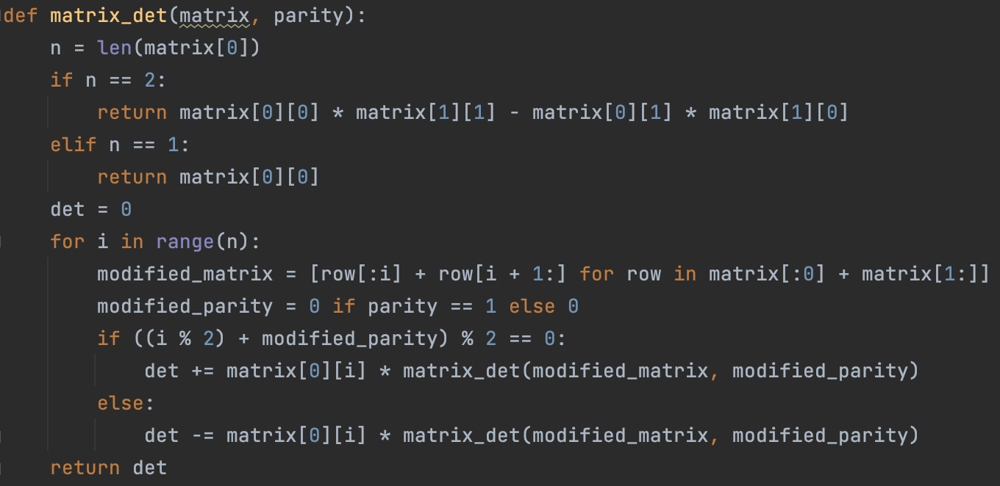 def matrix_det(matrix, parity):
    n = len(matrix[0])
    if n == 2:
        return matrix[0][0] * matrix[1][1] - matrix[0][1] * matrix[1][0]
    elif n == 1:
        return matrix[0][0]
    det = 0
    for i in range(n):
        modified_matrix = [row[:i] + row[i + 1:] for row in matrix[:0] + matrix[1:]]
        modified_parity = 0 if parity == 1 else 0
        if ((i % 2) + modified_parity) % 2 == 0:
            det += matrix[0][i] * matrix_det(modified_matrix, modified_parity)
        else:
            det -= matrix[0][i] * matrix_det(modified_matrix, modified_parity)
    return det